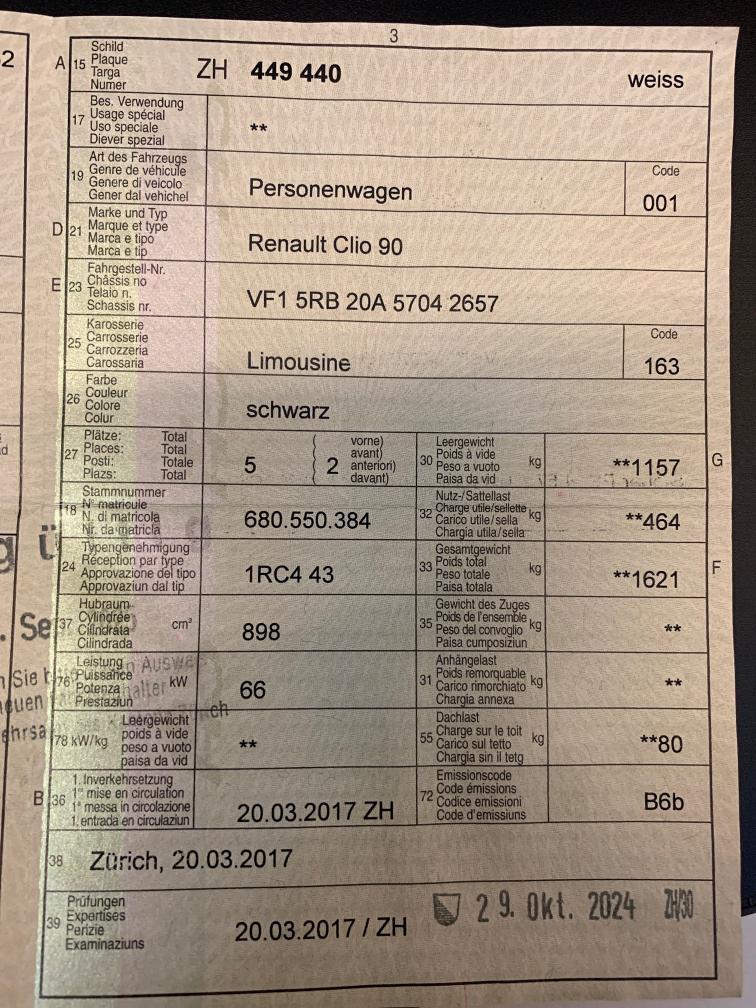 3
A 15 Schild
Plaque
Targa
Numer
ZH 449 440 weiss
17 Bes. Verwendung
Usage spécial
Uso speciale
Diever spezial
**
19 Art des Fahrzeugs
Genre de véhicule
Genere di veicolo
Gener dal vehichel
Personenwagen
Code
001
D 21 Marke und Typ
Marque et type
Marca e tipo
Marca e tip
Renault Clio 90
E 23 Fahrgestell-Nr.
Châssis no
Telaio n.
Schassis nr.
VF1 5RB 20A 5704 2657
25 Karosserie
Carrosserie
Carrozzeria
Carossaria
Limousine
Code
163
26 Farbe
Couleur
Colore
Colur
schwarz
27 Plätze: Total
Places: Total
Posti: Totale
Plazs: Total
5 ( 2 vorne)
avant)
anteriori)
davant)
30 Leergewicht
Poids à vide
Peso a vuoto
Paisa da vid
kg
**1157
G
18 Stammnummer
N° matricule
N. di matricola
Nr. da matricla
680.550.384
32 Nutz-/Sattellast
Charge utile/sellette
Carico utile/sella
Chargia utila/sella
kg
**464
24 Typengenehmigung
Réception par type
Approvazione del tipo
Approvaziun dal tip
1RC4 43
33 Gesamtgewicht
Poids total
Peso totale
Paisa totala
kg
**1621
F
37 Hubraum
Cylindrée
Cilindrata
Cilindrada
cm³
898
35 Gewicht des Zuges
Poids de l'ensemble
Peso del convoglio
Paisa cumposiziun
kg
**
76 Leistung
Puissance
Potenza
Prestaziun
kW
66
31 Anhängelast
Poids remorquable
Carico rimorchiato
Chargia annexa
kg
**
78 kW/kg Leergewicht
poids à vide
peso a vuoto
paisa da vid
**
55 Dachlast
Charge sur le toit
Carico sul tetto
Chargia sin il tetg
kg
**80
B 36 1. Inverkehrsetzung
1re mise en circulation
1a messa in circolazione
1. entrada en circulaziun
20.03.2017 ZH
72 Emissionscode
Code émissions
Codice emissioni
Code d'emissiuns
B6b
38 Zürich, 20.03.2017
39 Prüfungen
Expertises
Perizie
Examinaziuns
20.03.2017 / ZH
29. Okt. 2024 ZH/30